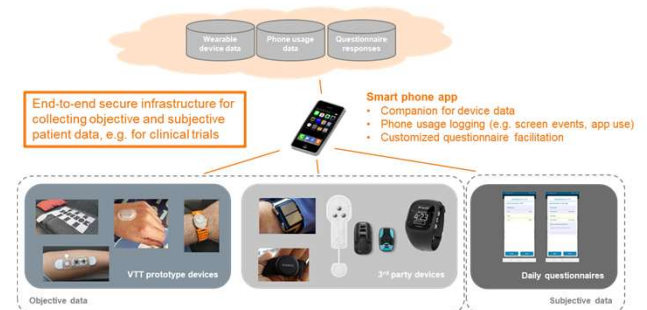 Wearable device data
Phone usage data
Questionnaire responses
End-to-end secure infrastructure for
collecting objective and subjective
patient data, e.g. for clinical trials
Smart phone app
• Companion for device data
• Phone usage logging (e.g. screen events, app use)
• Customized questionnaire facilitation
VTT prototype devices
3rd party devices
Daily questionnaires
Objective data
Subjective data